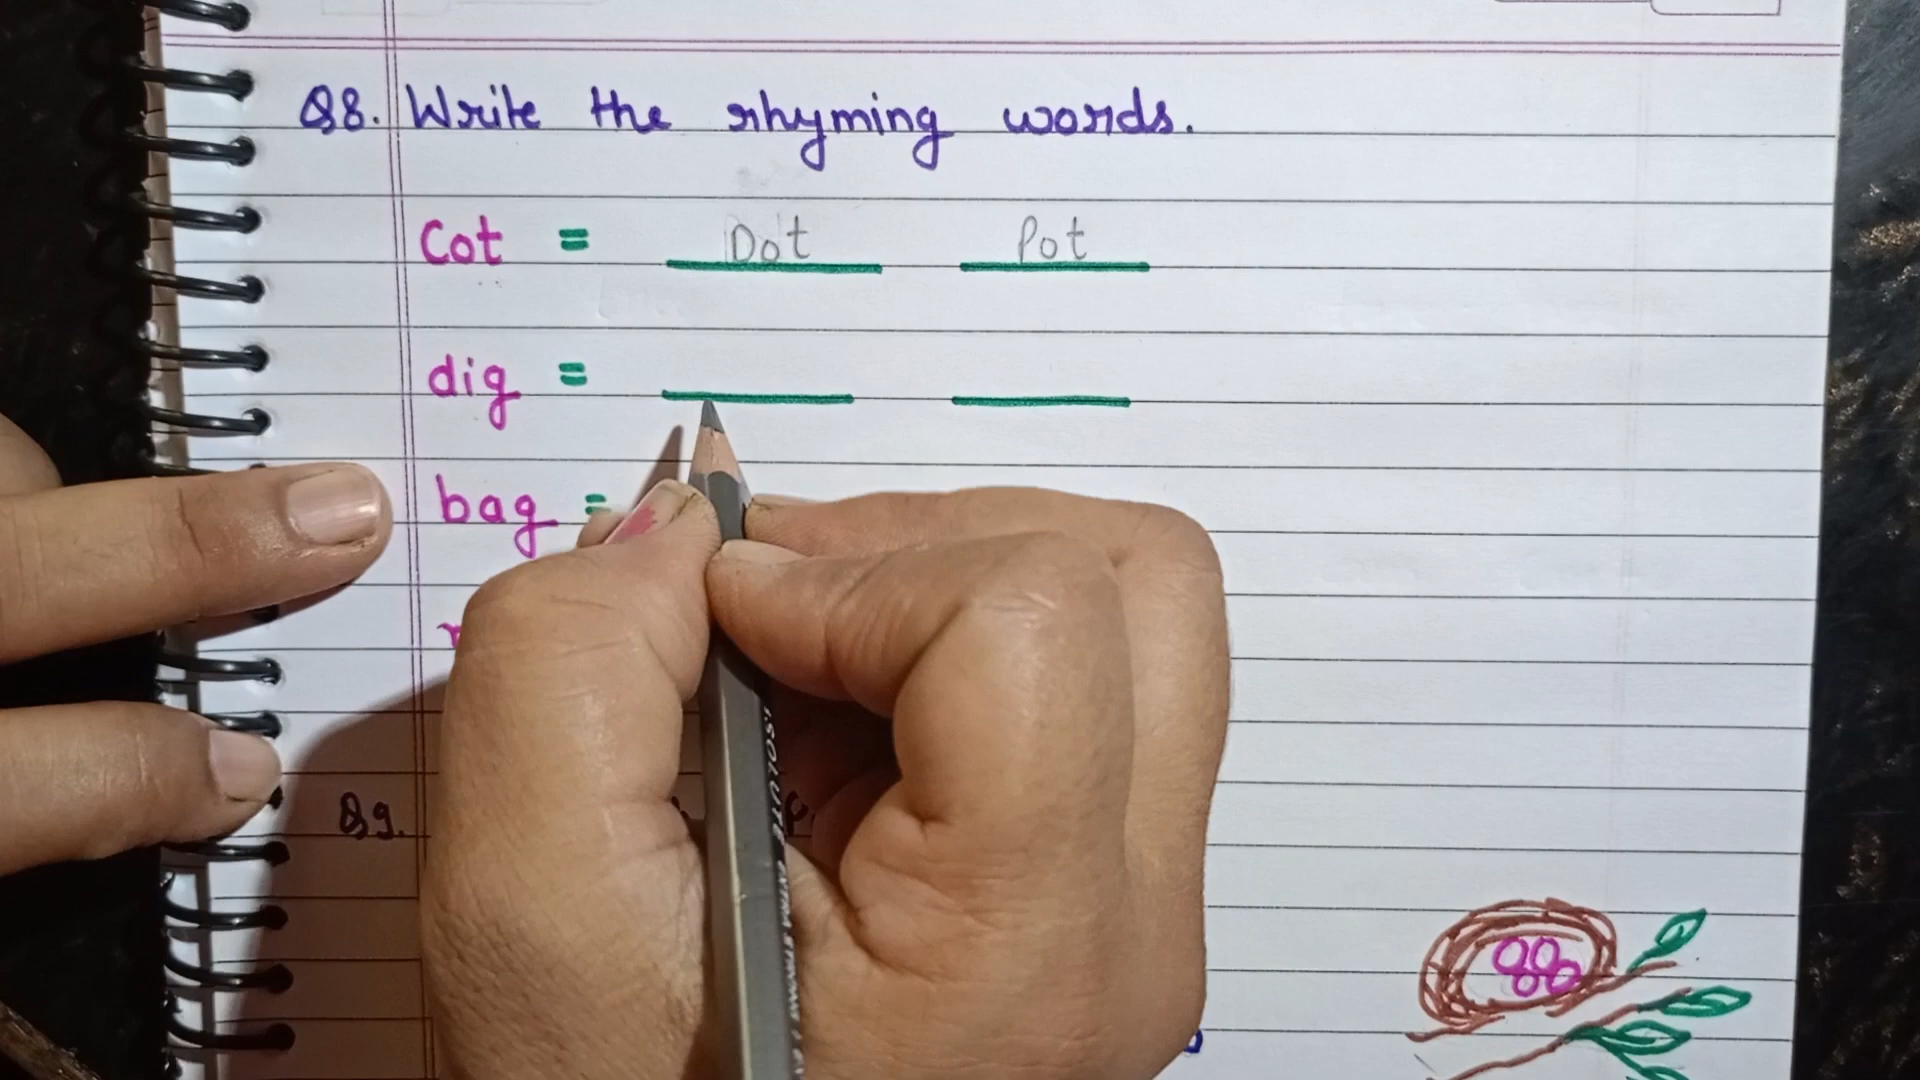 Q8. Write the rhyming words.
Cot = Dot Pot
dig =
bag =
Q9.